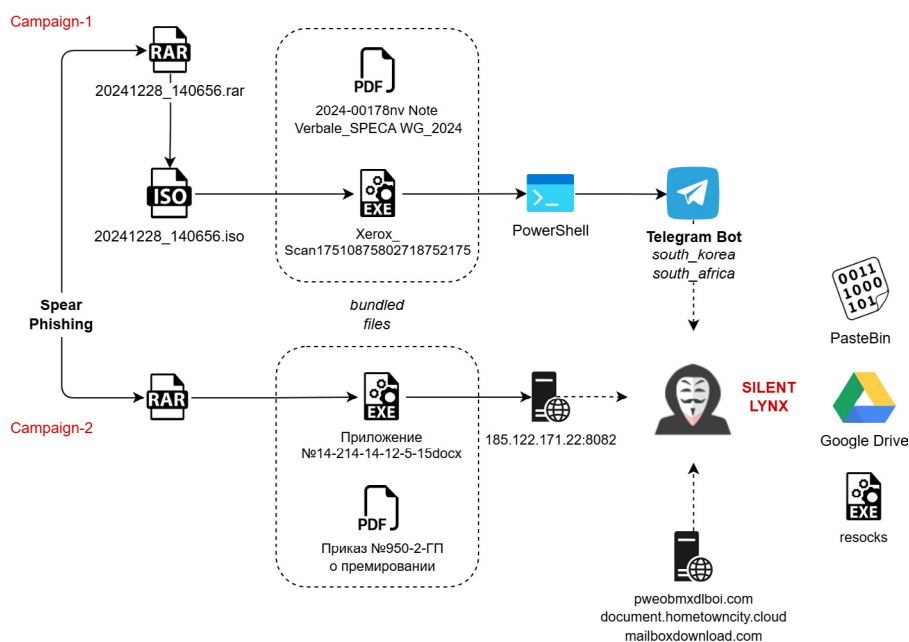 Campaign-1
RAR
20241228_140656.rar
ISO
20241228_140656.iso
PDF
2024-00178nv Note
Verbale_SPECA WG_2024
EXE
Xerox_
Scan17510875802718752175
PowerShell
Telegram Bot
south_korea
south_africa
Spear
Phishing
bundled
files
Campaign-2
RAR
EXE
Приложение
№14-214-14-12-5-15docx
PDF
Приказ №950-2-ГП
о премировании
185.122.171.22:8082
SILENT
LYNX
pweobmxdlboi.com
document.hometowncity.cloud
mailboxdownload.com
0011
1000
101
PasteBin
Google Drive
EXE
resocks